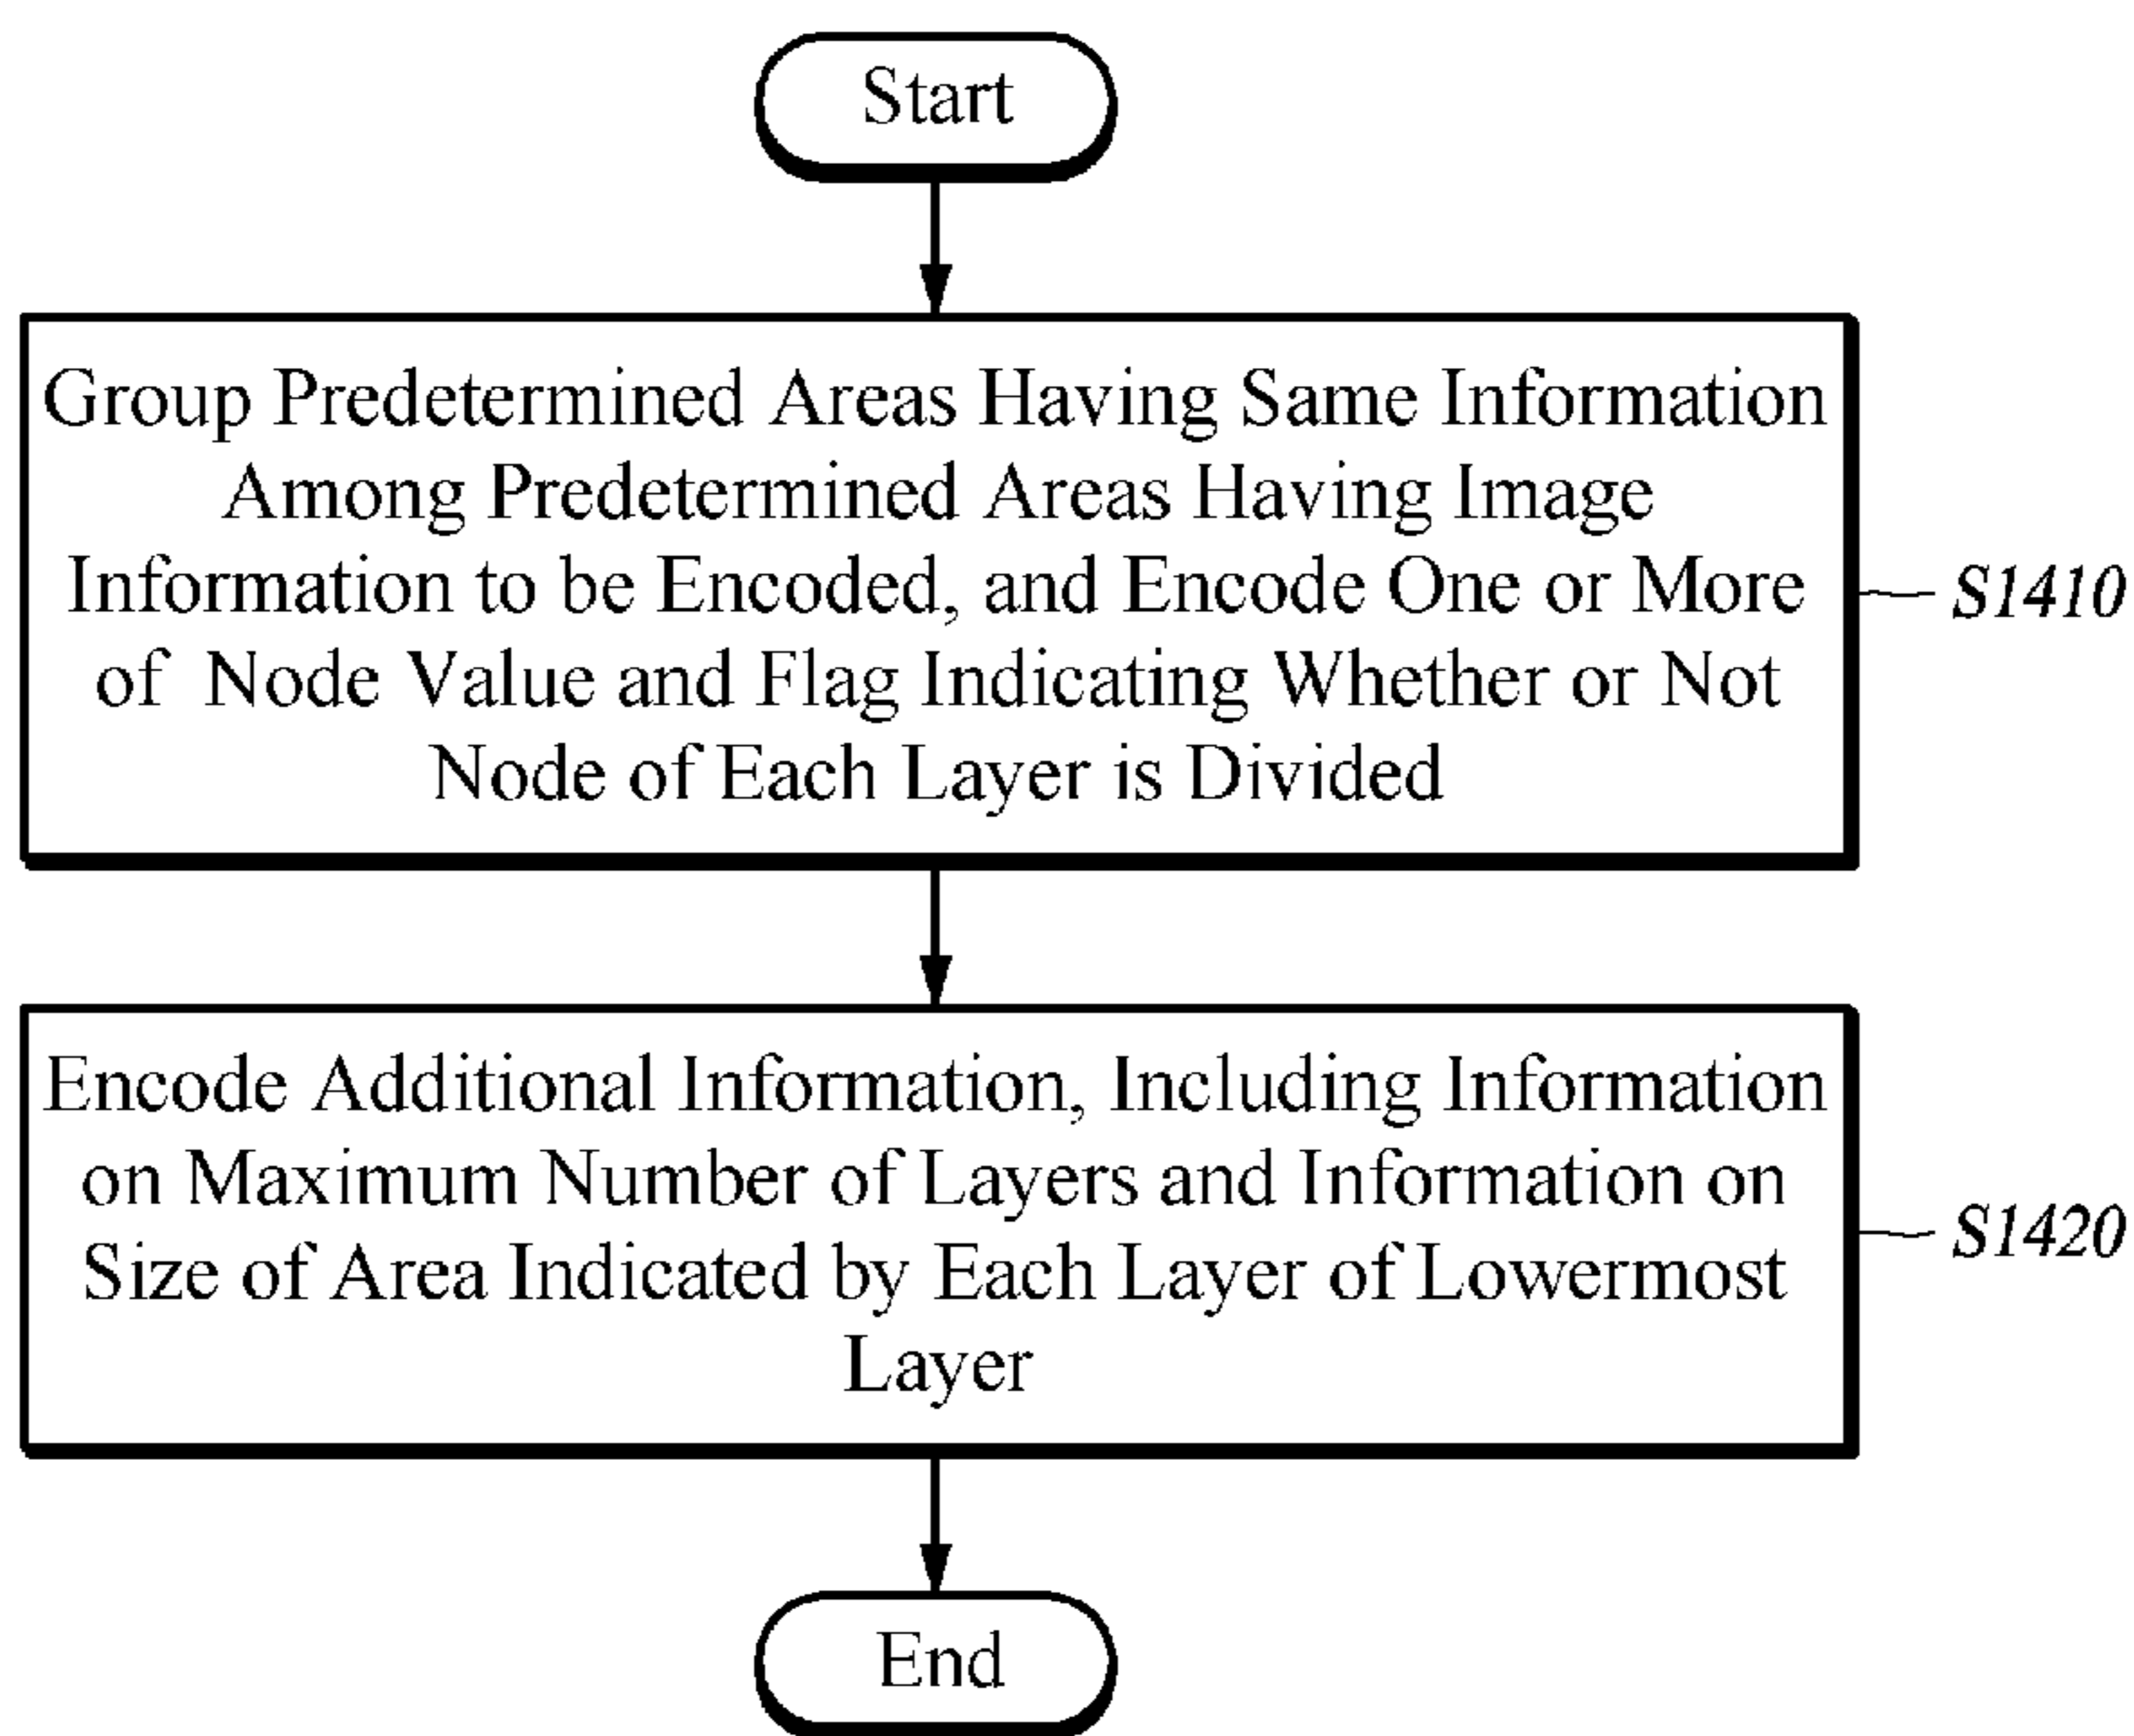 Start
Group Predetermined Areas Having Same Information
Among Predetermined Areas Having Image
Information to be Encoded, and Encode One or More
of Node Value and Flag Indicating Whether or Not
Node of Each Layer is Divided
S1410
Encode Additional Information, Including Information
on Maximum Number of Layers and Information on
Size of Area Indicated by Each Layer of Lowermost
Layer
S1420
End